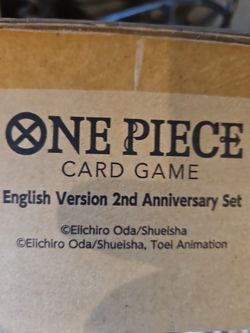 ONE PIECE
CARD GAME
English Version 2nd Anniversary Set
©Eiichiro Oda/Shueisha
©Eiichiro Oda/Shueisha, Toei Animation